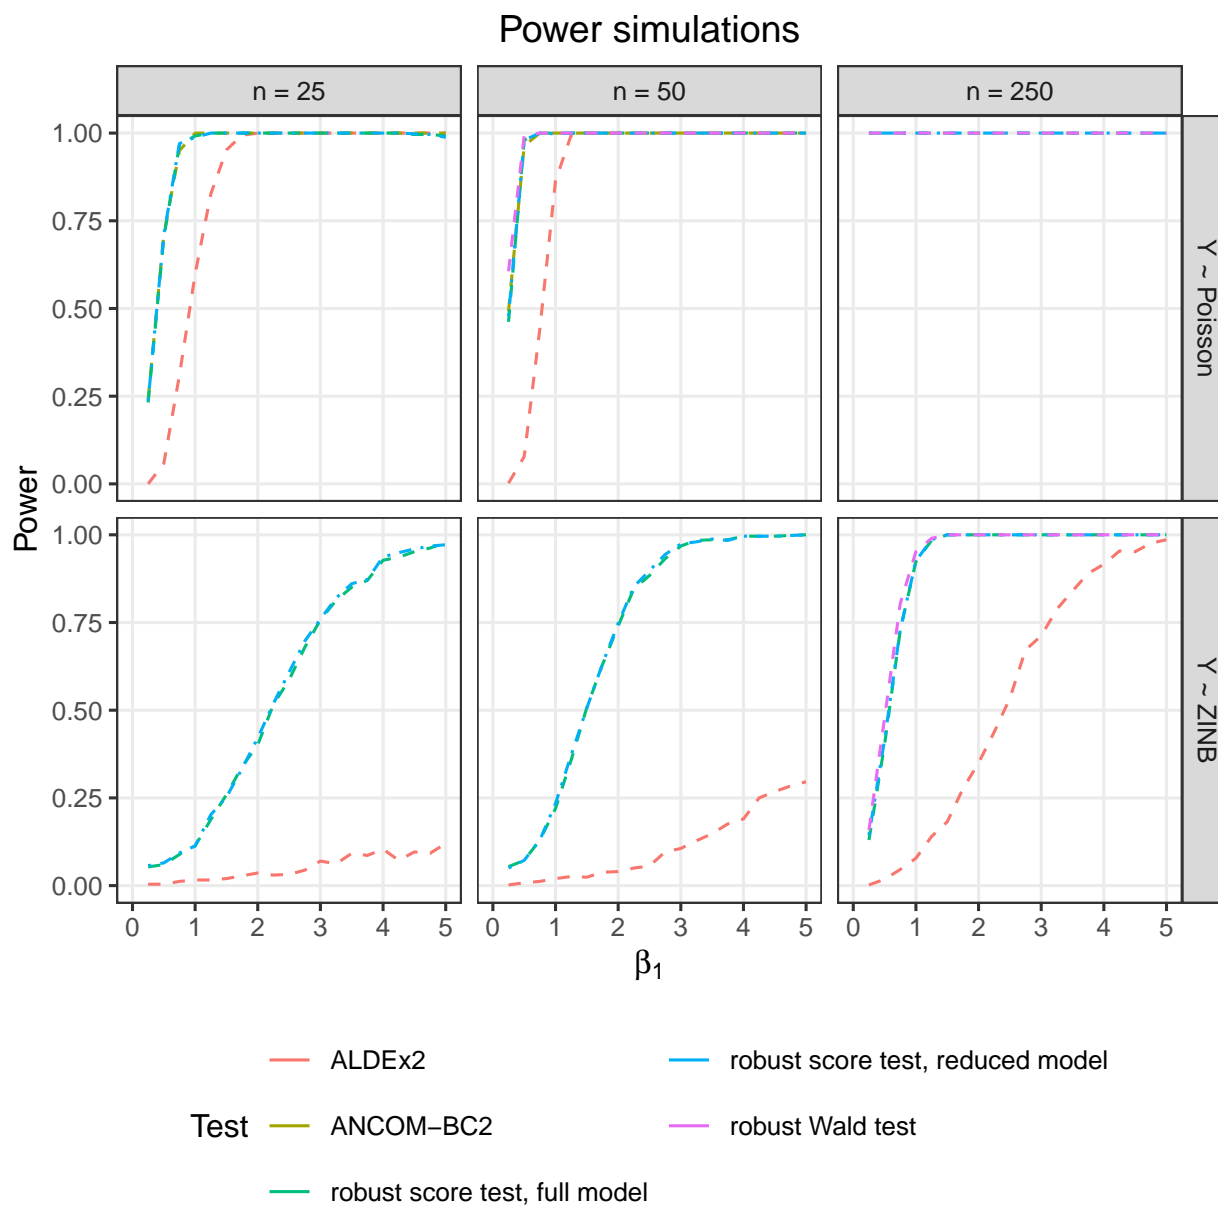 Power simulations
n = 25
n = 50
n = 250
1.00
0.75
0.50
0.25
0.00
Y ~ Poisson
Power
1.00
0.75
0.50
0.25
0.00
Y ~ ZINB
0 1 2 3 4 5
0 1 2 3 4 5
0 1 2 3 4 5
β1
Test
ALDEx2
ANCOM−BC2
robust score test, full model
robust score test, reduced model
robust Wald test